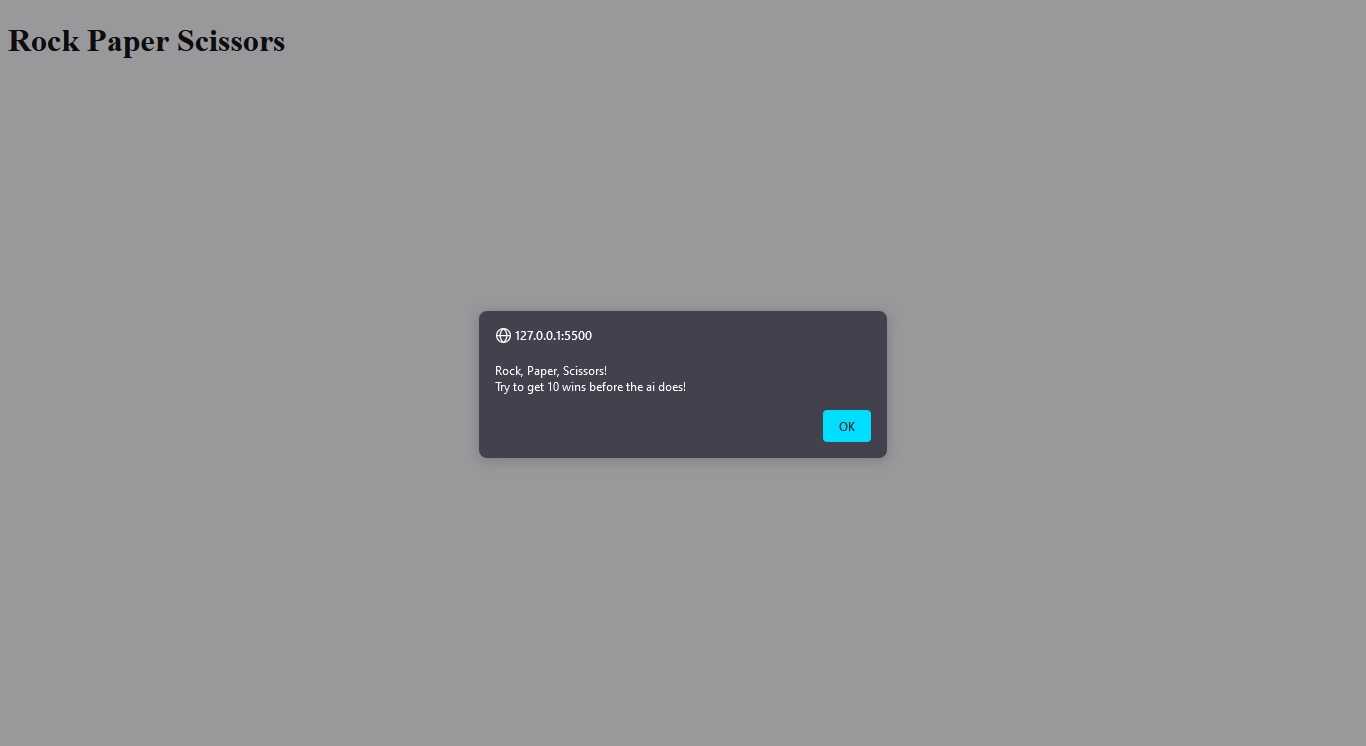 Rock Paper Scissors
127.0.0.1:5500
Rock, Paper, Scissors!
Try to get 10 wins before the ai does!
OK